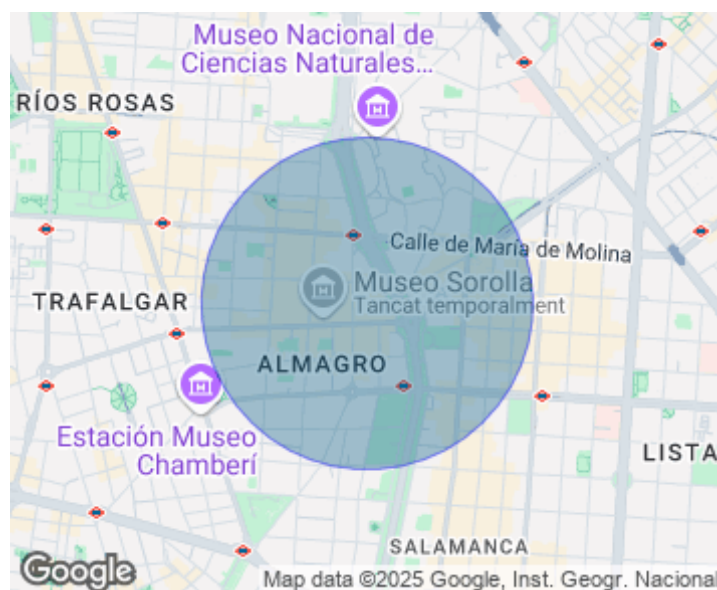 Museo Nacional de
Ciencias Naturales...
RÍOS ROSAS
Calle de María de Molina
Museo Sorolla
Tancat temporalment
TRAFALGAR
ALMAGRO
Estación Museo
Chamberí
LISTA
SALAMANCA
Google
Map data ©2025 Google, Inst. Geogr. Nacional